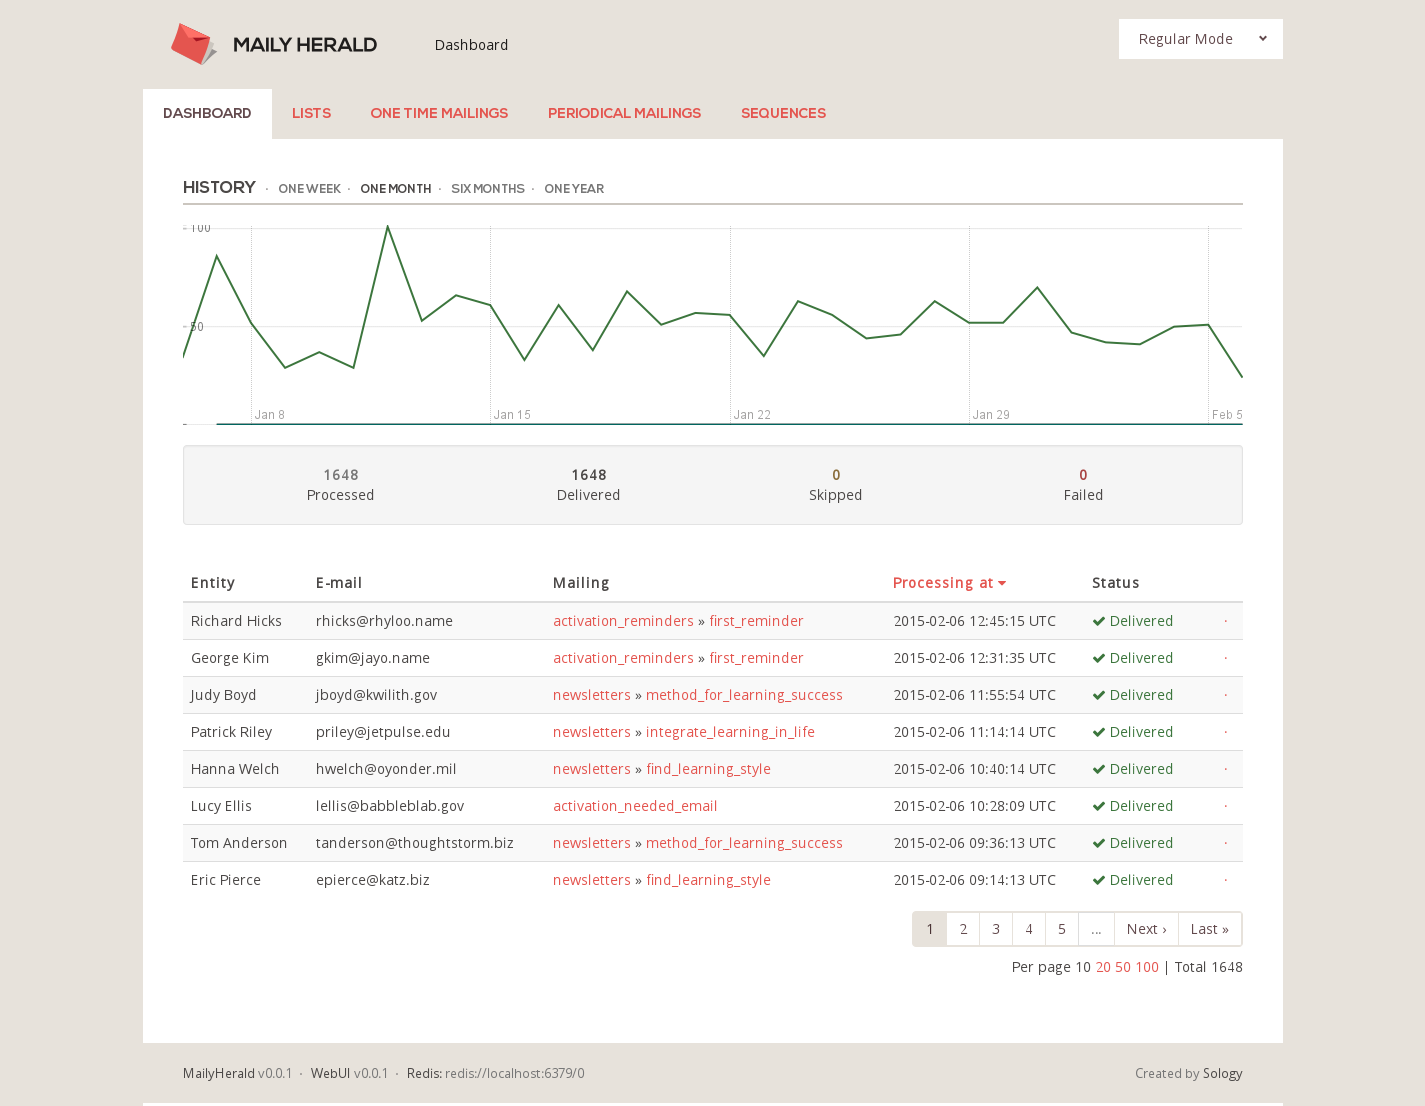 MAILY HERALD Dashboard Regular Mode
DASHBOARD LISTS ONE TIME MAILINGS PERIODICAL MAILINGS SEQUENCES
HISTORY · ONE WEEK · ONE MONTH · SIX MONTHS · ONE YEAR
100
50
Jan 8 Jan 15 Jan 22 Jan 29 Feb 5
1648 1648 0 0
Processed Delivered Skipped Failed
Entity E-mail Mailing Processing at Status
Richard Hicks rhicks@rhyloo.name activation_reminders » first_reminder 2015-02-06 12:45:15 UTC Delivered ·
George Kim gkim@jayo.name activation_reminders » first_reminder 2015-02-06 12:31:35 UTC Delivered ·
Judy Boyd jboyd@kwilith.gov newsletters » method_for_learning_success 2015-02-06 11:55:54 UTC Delivered ·
Patrick Riley priley@jetpulse.edu newsletters » integrate_learning_in_life 2015-02-06 11:14:14 UTC Delivered ·
Hanna Welch hwelch@oyonder.mil newsletters » find_learning_style 2015-02-06 10:40:14 UTC Delivered ·
Lucy Ellis lellis@babbleblab.gov activation_needed_email 2015-02-06 10:28:09 UTC Delivered ·
Tom Anderson tanderson@thoughtstorm.biz newsletters » method_for_learning_success 2015-02-06 09:36:13 UTC Delivered ·
Eric Pierce epierce@katz.biz newsletters » find_learning_style 2015-02-06 09:14:13 UTC Delivered ·
1 2 3 4 5 ... Next › Last »
Per page 10 20 50 100 | Total 1648
MailyHerald v0.0.1 · WebUI v0.0.1 · Redis: redis://localhost:6379/0 Created by Sology